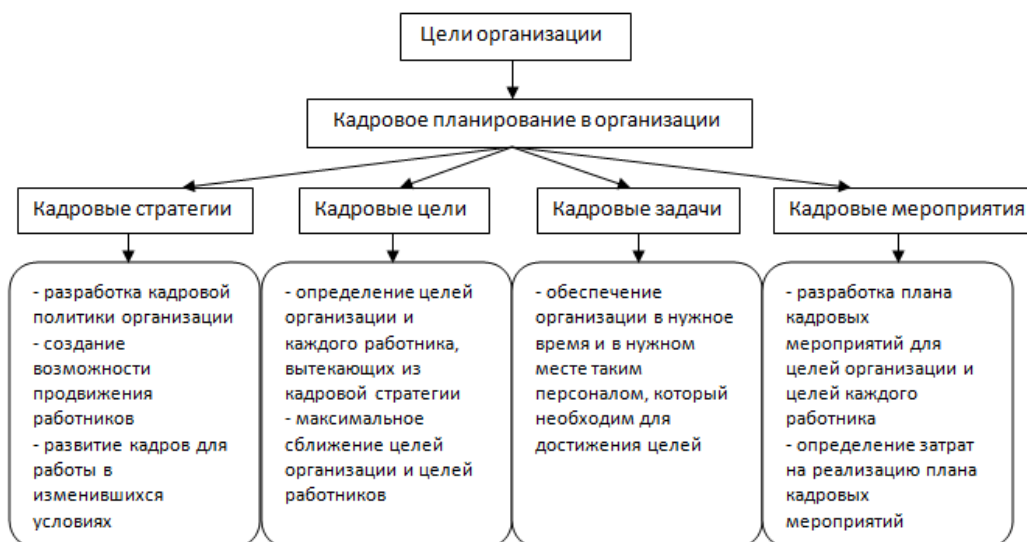 Цели организации
Кадровое планирование в организации
Кадровые стратегии
Кадровые цели
Кадровые задачи
Кадровые мероприятия
- разработка кадровой
политики организации
- создание
возможности
продвижения
работников
- развитие кадров для
работы в
изменившихся
условиях
- определение целей
организации и
каждого работника,
вытекающих из
кадровой стратегии
- максимальное
сближение целей
организации и целей
работников
- обеспечение
организации в нужное
время и в нужном
месте таким
персоналом, который
необходим для
достижения целей
- разработка плана
кадровых
мероприятий для
целей организации и
целей каждого
работника
- определение затрат
на реализацию плана
кадровых
мероприятий